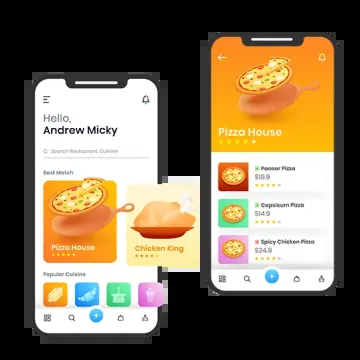 Hello,
Andrew Micky
Search Restaurant, Cuisine
Best Match
Pizza House
Chicken King
Populer Cuisine
Pizza House
Paneer Pizza
$19.9
Capsicum Pizza
$14.9
Spicy Chicken Pizza
$24.9